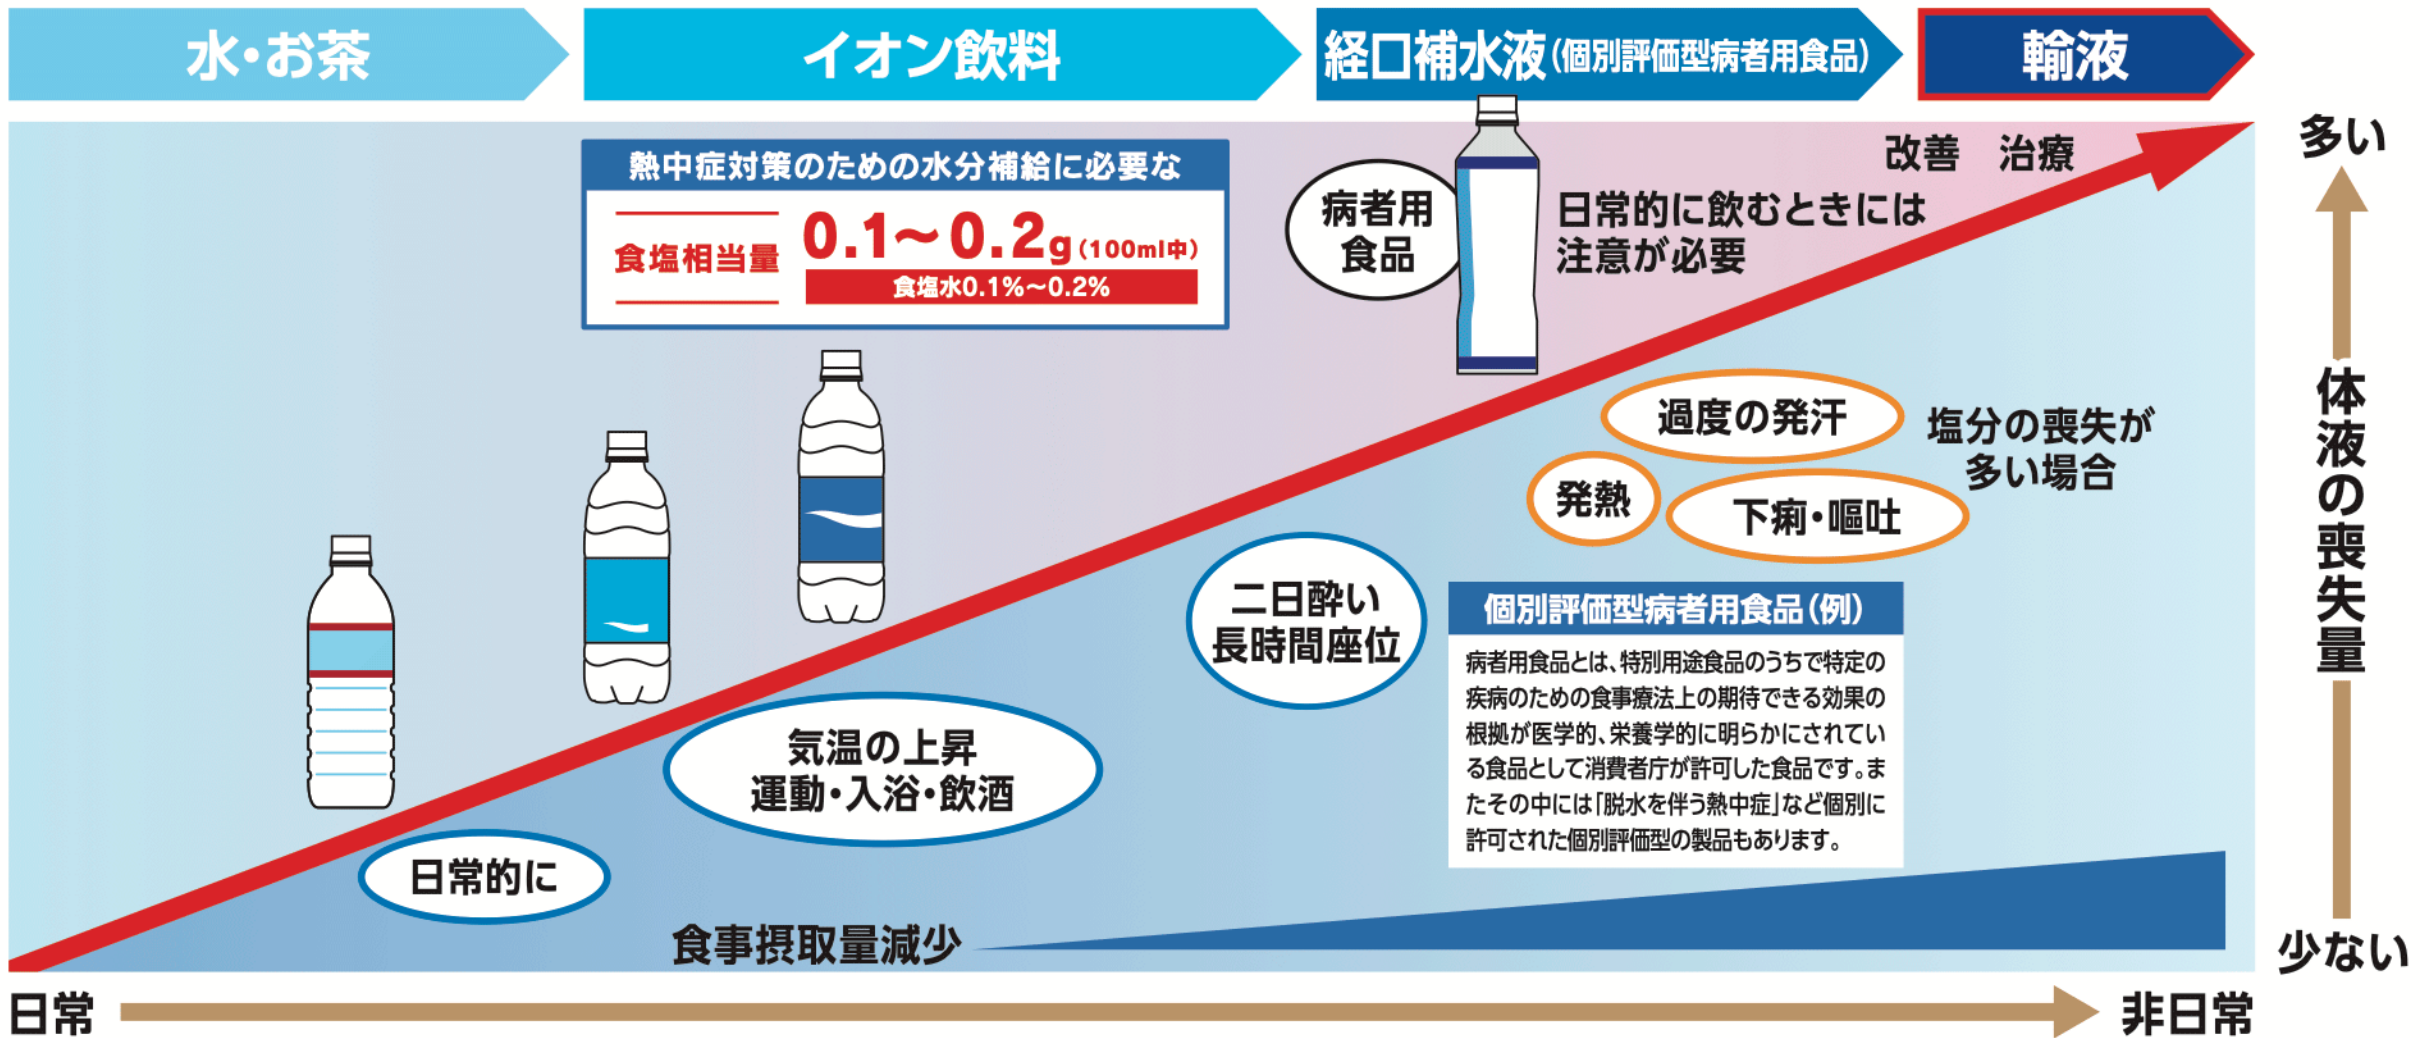 水・お茶
イオン飲料
経口補水液(個別評価型病者用食品)
輸液
熱中症対策のための水分補給に必要な
食塩相当量
0.1〜0.2g(100ml中)
食塩水0.1%〜0.2%
病者用
食品
日常的に飲むときには
注意が必要
改善 治療
過度の発汗
発熱
下痢・嘔吐
塩分の喪失が
多い場合
二日酔い
長時間座位
気温の上昇
運動・入浴・飲酒
日常的に
個別評価型病者用食品(例)
病者用食品とは、特別用途食品のうちで特定の
疾病のための食事療法上の期待できる効果の
根拠が医学的、栄養学的に明らかにされてい
る食品として消費者庁が許可した食品です。ま
たその中には「脱水を伴う熱中症」など個別に
許可された個別評価型の製品もあります。
食事摂取量減少
多い
体液の喪失量
少ない
日常
非日常